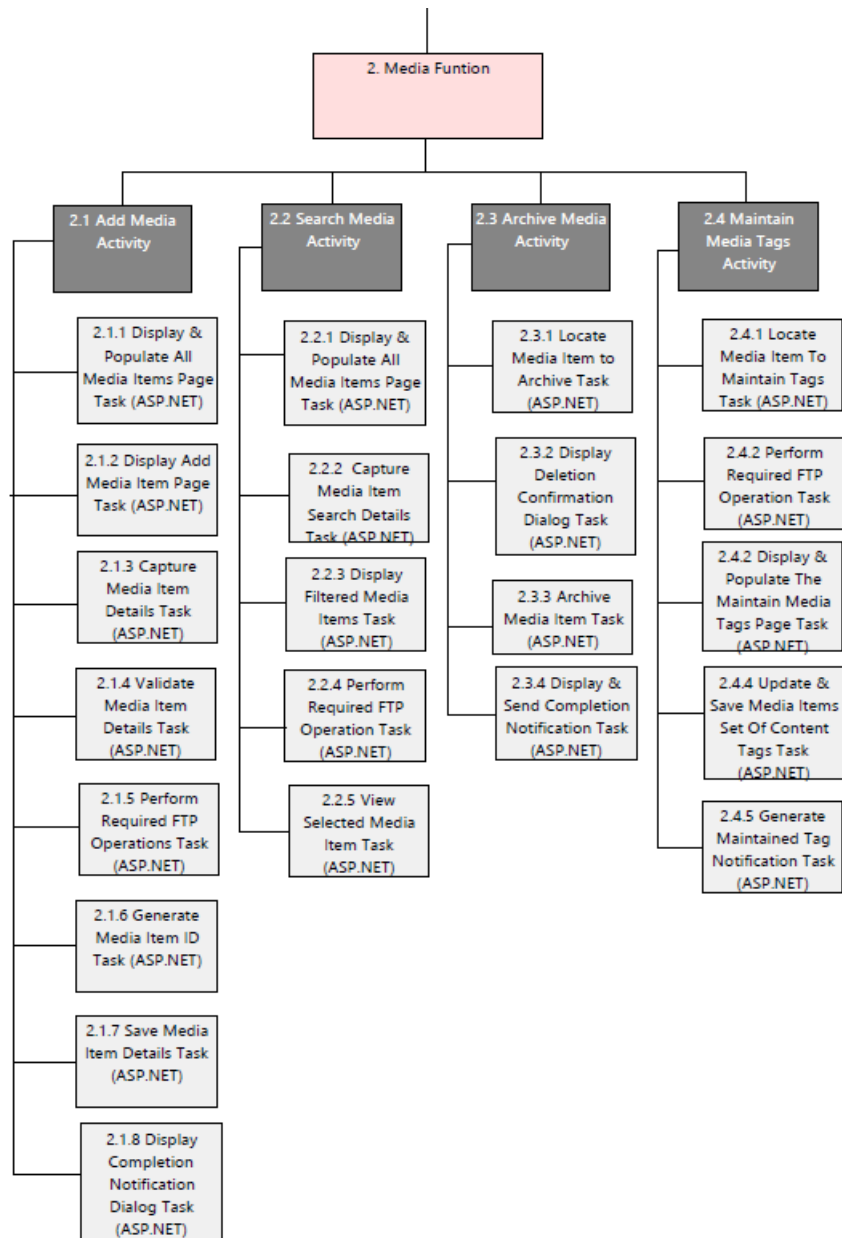 2. Media Funtion
2.1 Add Media
Activity
2.1.1 Display &
Populate All
Media Items Page
Task (ASP.NET)
2.1.2 Display Add
Media Item Page
Task (ASP.NET)
2.1.3 Capture
Media Item
Details Task
(ASP.NET)
2.1.4 Validate
Media Item
Details Task
(ASP.NET)
2.1.5 Perform
Required FTP
Operations Task
(ASP.NET)
2.1.6 Generate
Media Item ID
Task (ASP.NET)
2.1.7 Save Media
Item Details Task
(ASP.NET)
2.1.8 Display
Completion
Notification
Dialog Task
(ASP.NET)
2.2 Search Media
Activity
2.2.1 Display &
Populate All
Media Items Page
Task (ASP.NET)
2.2.2 Capture
Media Item
Search Details
Task (ASP.NET)
2.2.3 Display
Filtered Media
Items Task
(ASP.NET)
2.2.4 Perform
Required FTP
Operation Task
(ASP.NET)
2.2.5 View
Selected Media
Item Task
(ASP.NET)
2.3 Archive Media
Activity
2.3.1 Locate
Media Item to
Archive Task
(ASP.NET)
2.3.2 Display
Deletion
Confirmation
Dialog Task
(ASP.NET)
2.3.3 Archive
Media Item Task
(ASP.NET)
2.3.4 Display &
Send Completion
Notification Task
(ASP.NET)
2.4 Maintain
Media Tags
Activity
2.4.1 Locate
Media Item To
Maintain Tags
Task (ASP.NET)
2.4.2 Perform
Required FTP
Operation Task
(ASP.NET)
2.4.2 Display &
Populate The
Maintain Media
Tags Page Task
(ASP.NET)
2.4.4 Update &
Save Media Items
Set Of Content
Tags Task
(ASP.NET)
2.4.5 Generate
Maintained Tag
Notification Task
(ASP.NET)